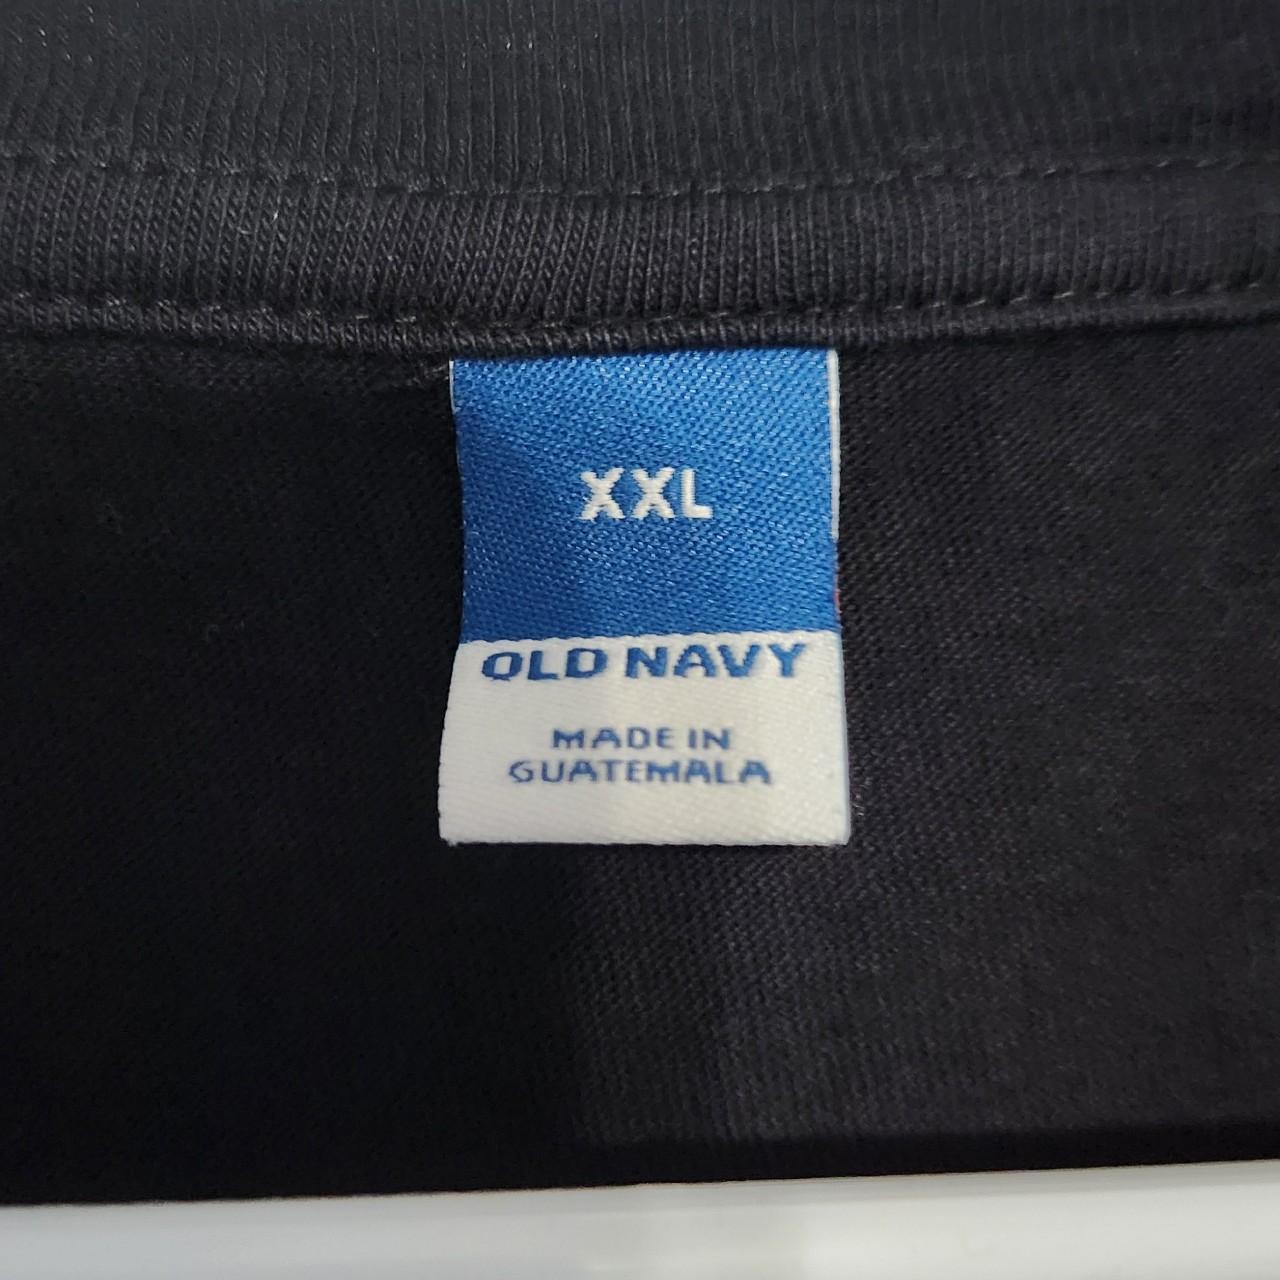 XXL
OLD NAVY
MADE IN
GUATEMALA